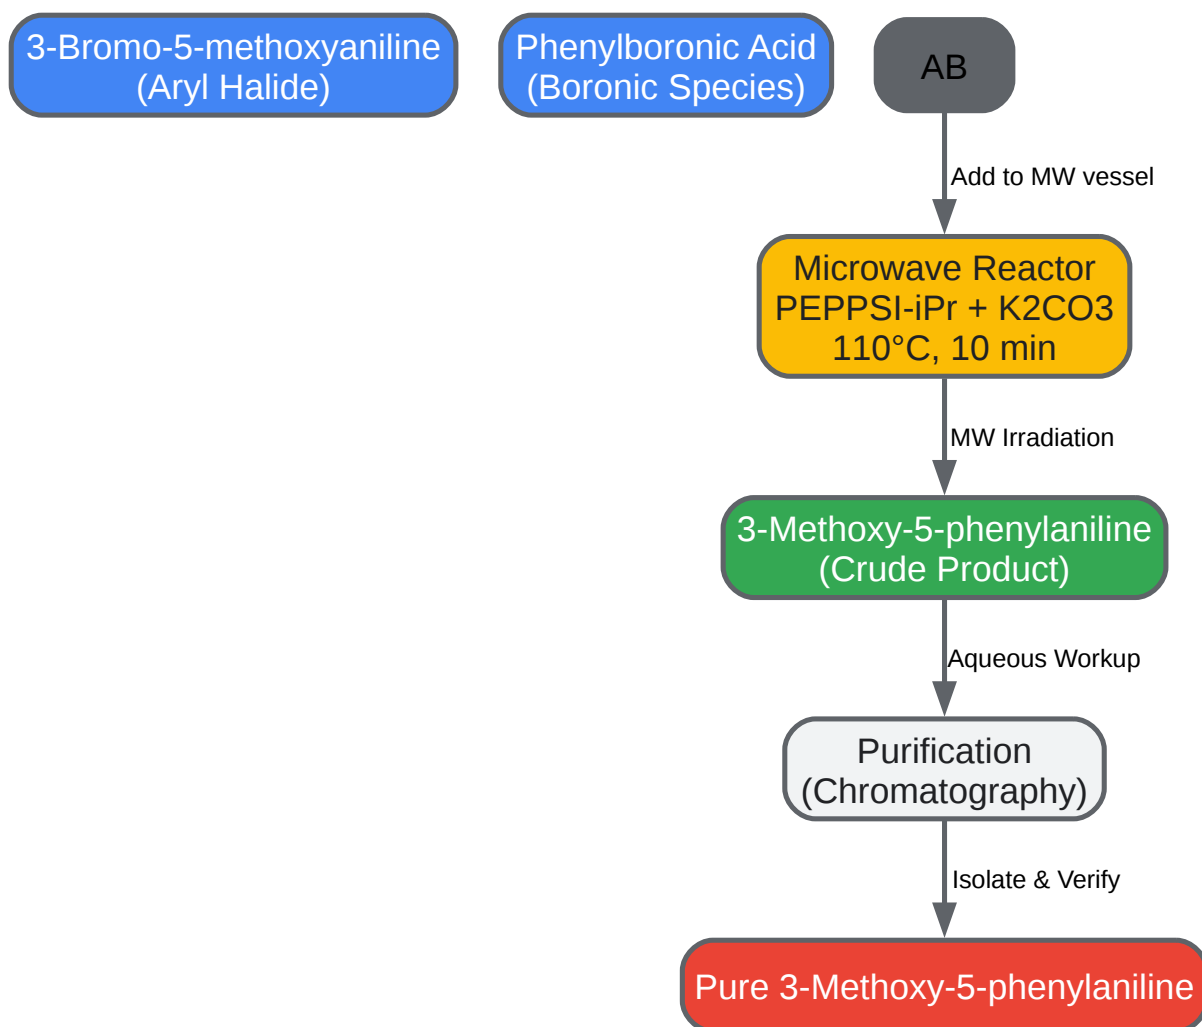 3-Bromo-5-methoxyaniline
(Aryl Halide)
Phenylboronic Acid
(Boronic Species)
AB
Add to MW vessel
Microwave Reactor
PEPPSI-iPr + K2CO3
110°C, 10 min
MW Irradiation
3-Methoxy-5-phenylaniline
(Crude Product)
Aqueous Workup
Purification
(Chromatography)
Isolate & Verify
Pure 3-Methoxy-5-phenylaniline